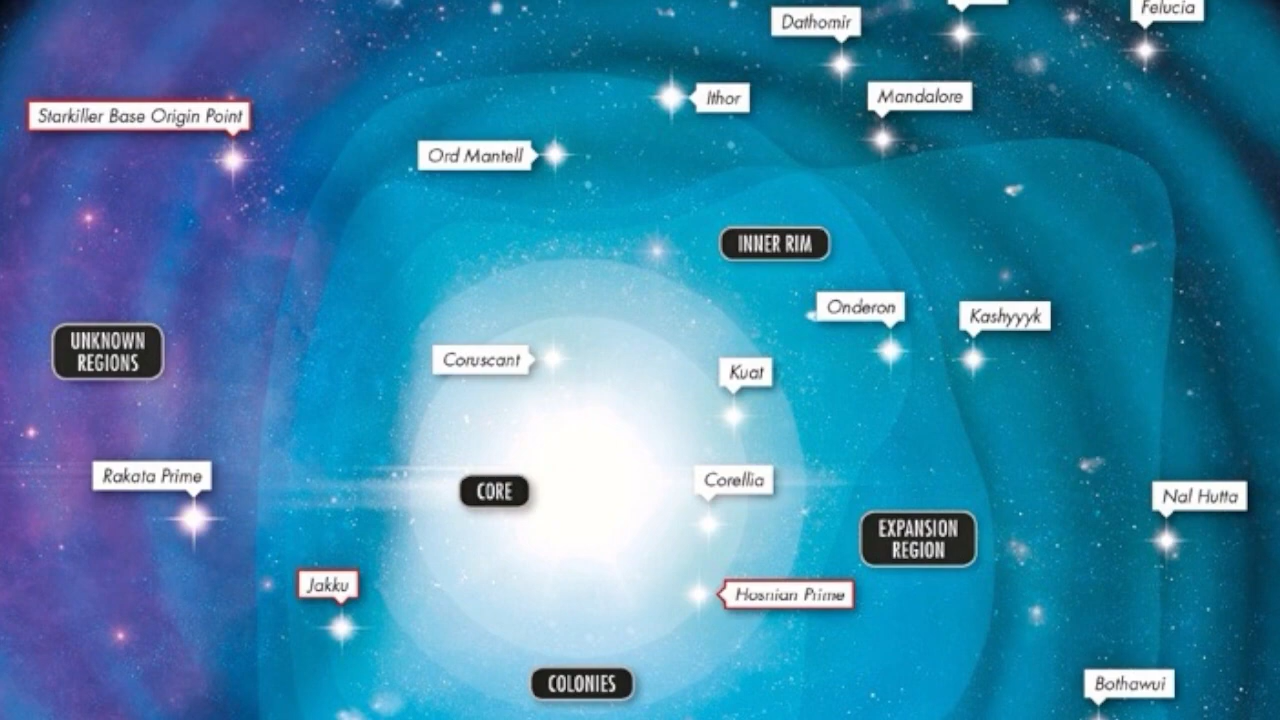 Felucia
Dathomir
Ithor
Mandalore
Starkiller Base Origin Point
Ord Mantell
INNER RIM
Onderon
Kashyyyk
UNKNOWN
REGIONS
Coruscant
Kuat
Rakata Prime
CORE
Corellia
Nal Hutta
EXPANSION
REGION
Jakku
Hosnian Prime
COLONIES
Bothawui